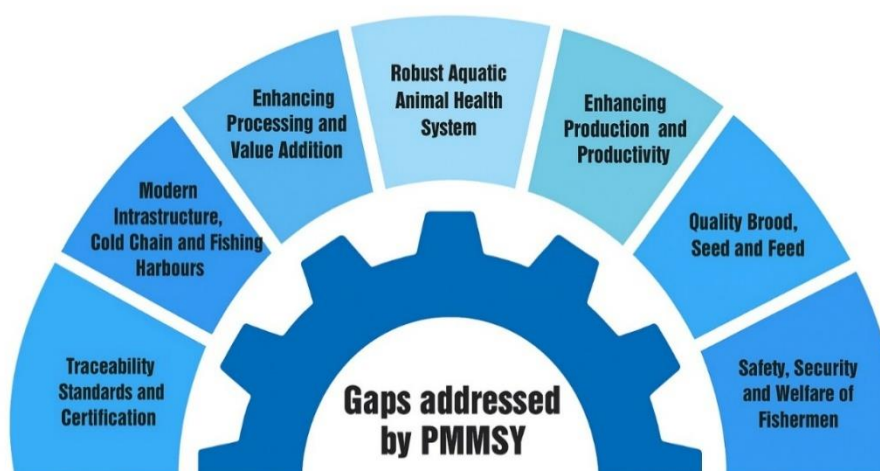 Traceability
Standards and
Certification
Modern
Intrastructure,
Cold Chain and Fishing
Harbours
Enhancing
Processing and
Value Addition
Robust Aquatic
Animal Health
System
Enhancing
Production and
Productivity
Quality Brood,
Seed and Feed
Safety, Security
and Welfare of
Fishermen
Gaps addressed
by PMMSY